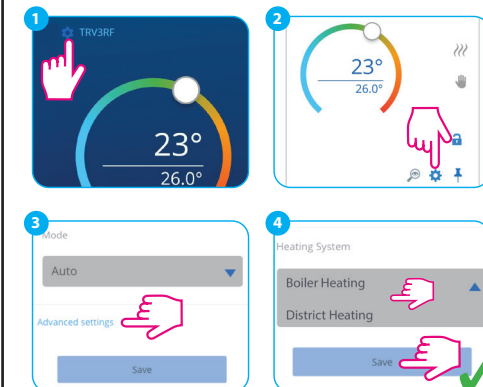 1
TRV3RF
23°
26.0°
2
23°
26.0°
3
Mode
Auto
Advanced settings
Save
4
Heating System
Boiler Heating
District Heating
Save